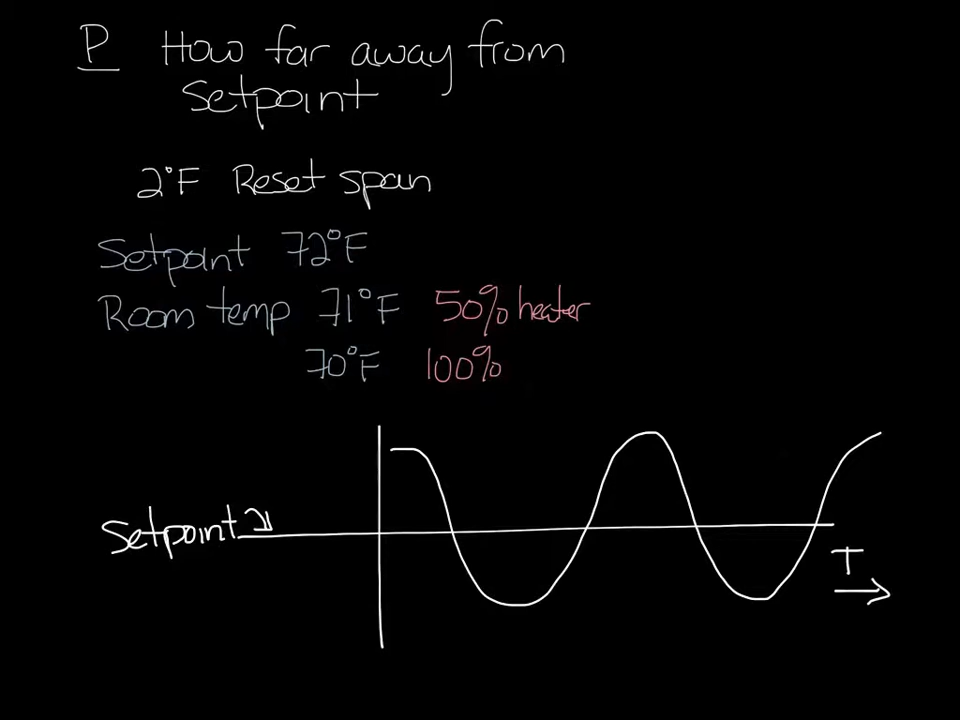 P How far away from
setpoint
2°F Reset span
Setpoint 72°F
Room temp 71°F 50% heater
70°F 100%
Setpoint
T